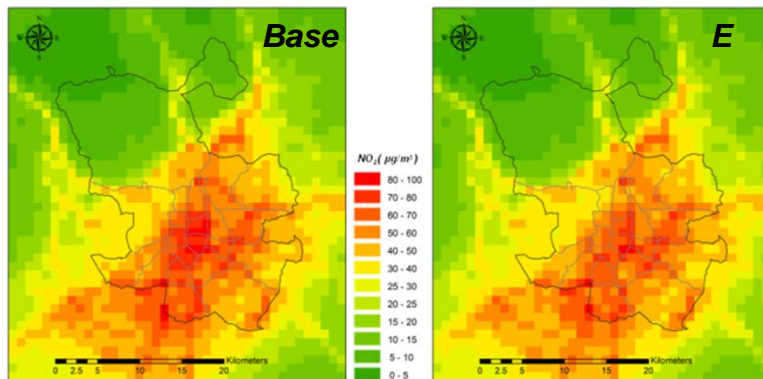 Base
N
W E
S
E
N
W E
S
NO₂( µg/m³)
80 - 100
70 - 80
60 - 70
50 - 60
40 - 50
30 - 40
25 - 30
20 - 25
15 - 20
10 - 15
5 - 10
0 - 5
Kilometers
0 2.5 5 10 15 20
Kilometers
0 2.5 5 10 15 20